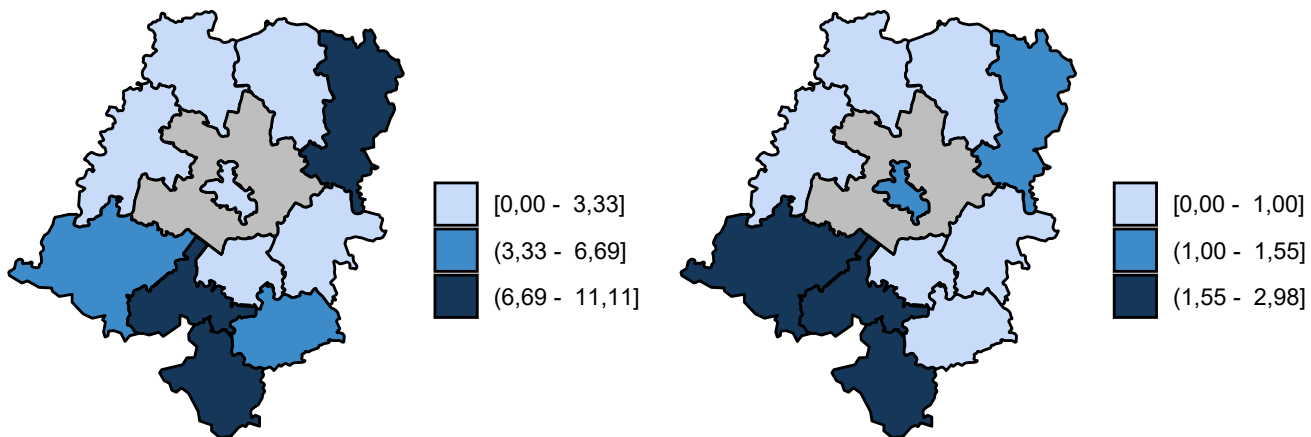 [0,00 - 3,33]
(3,33 - 6,69]
(6,69 - 11,11]
[0,00 - 1,00]
(1,00 - 1,55]
(1,55 - 2,98]